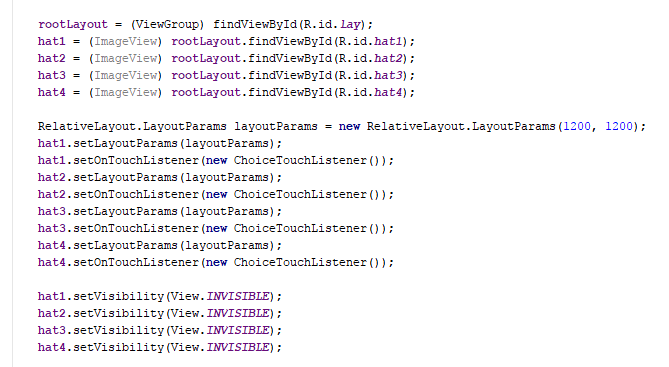 rootLayout = (ViewGroup) findViewById(R.id.lay);
hat1 = (ImageView) rootLayout.findViewById(R.id.hat1);
hat2 = (ImageView) rootLayout.findViewById(R.id.hat2);
hat3 = (ImageView) rootLayout.findViewById(R.id.hat3);
hat4 = (ImageView) rootLayout.findViewById(R.id.hat4);
RelativeLayout.LayoutParams layoutParams = new RelativeLayout.LayoutParams(1200, 1200);
hat1.setLayoutParams(layoutParams);
hat1.setOnTouchListener(new ChoiceTouchListener());
hat2.setLayoutParams(layoutParams);
hat2.setOnTouchListener(new ChoiceTouchListener());
hat3.setLayoutParams(layoutParams);
hat3.setOnTouchListener(new ChoiceTouchListener());
hat4.setLayoutParams(layoutParams);
hat4.setOnTouchListener(new ChoiceTouchListener());
hat1.setVisibility(View.INVISIBLE);
hat2.setVisibility(View.INVISIBLE);
hat3.setVisibility(View.INVISIBLE);
hat4.setVisibility(View.INVISIBLE);